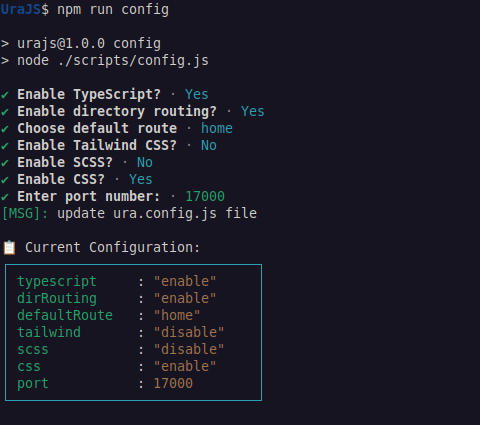 UraJS$ npm run config
> urajs@1.0.0 config
> node ./scripts/config.js
✔ Enable TypeScript? · Yes
✔ Enable directory routing? · Yes
✔ Choose default route · home
✔ Enable Tailwind CSS? · No
✔ Enable SCSS? · No
✔ Enable CSS? · Yes
✔ Enter port number: · 17000
[MSG]: update ura.config.js file
📋 Current Configuration:
typescript : "enable"
dirRouting : "enable"
defaultRoute : "home"
tailwind : "disable"
scss : "disable"
css : "enable"
port : 17000